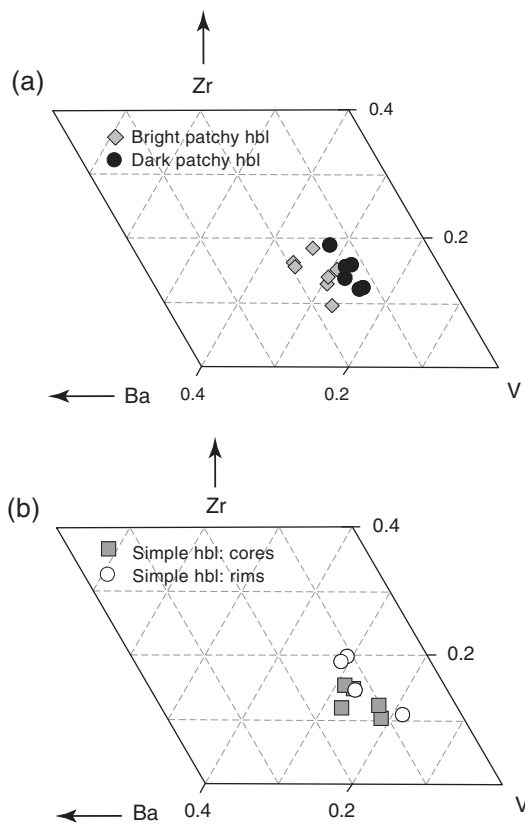 (a)
Zr
0.4
Bright patchy hbl
Dark patchy hbl
0.2
Ba
0.4
0.2
V
(b)
Zr
0.4
Simple hbl: cores
Simple hbl: rims
0.2
Ba
0.4
0.2
V